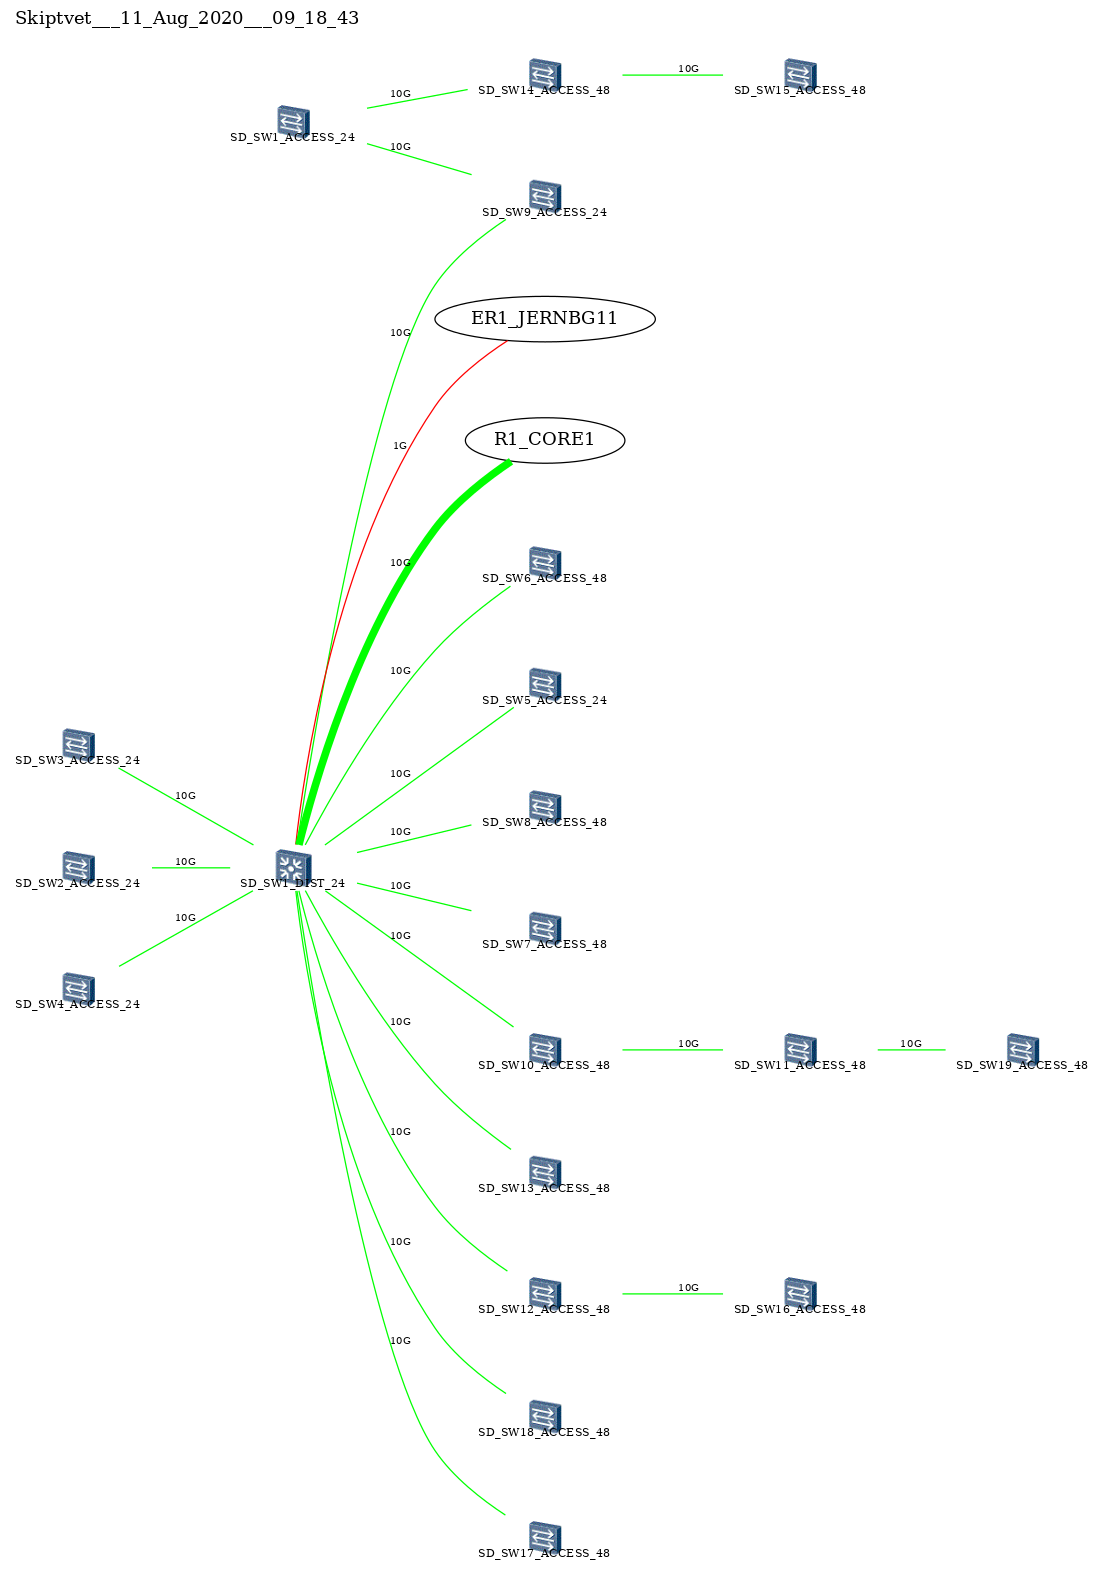 Skiptvet___11_Aug_2020___09_18_43
10G
SD_SW14_ACCESS_48
SD_SW15_ACCESS_48
10G
SD_SW1_ACCESS_24
10G
SD_SW9_ACCESS_24
ER1_JERNBG11
10G
R1_CORE1
1G
10G
SD_SW6_ACCESS_48
10G
SD_SW5_ACCESS_24
SD_SW3_ACCESS_24
10G
10G
SD_SW8_ACCESS_48
10G
10G
SD_SW2_ACCESS_24
SD_SW1_DIST_24
10G
10G
10G
SD_SW7_ACCESS_48
SD_SW4_ACCESS_24
10G
10G
10G
SD_SW10_ACCESS_48
SD_SW11_ACCESS_48
SD_SW19_ACCESS_48
10G
SD_SW13_ACCESS_48
10G
10G
SD_SW12_ACCESS_48
SD_SW16_ACCESS_48
10G
10G
SD_SW18_ACCESS_48
SD_SW17_ACCESS_48